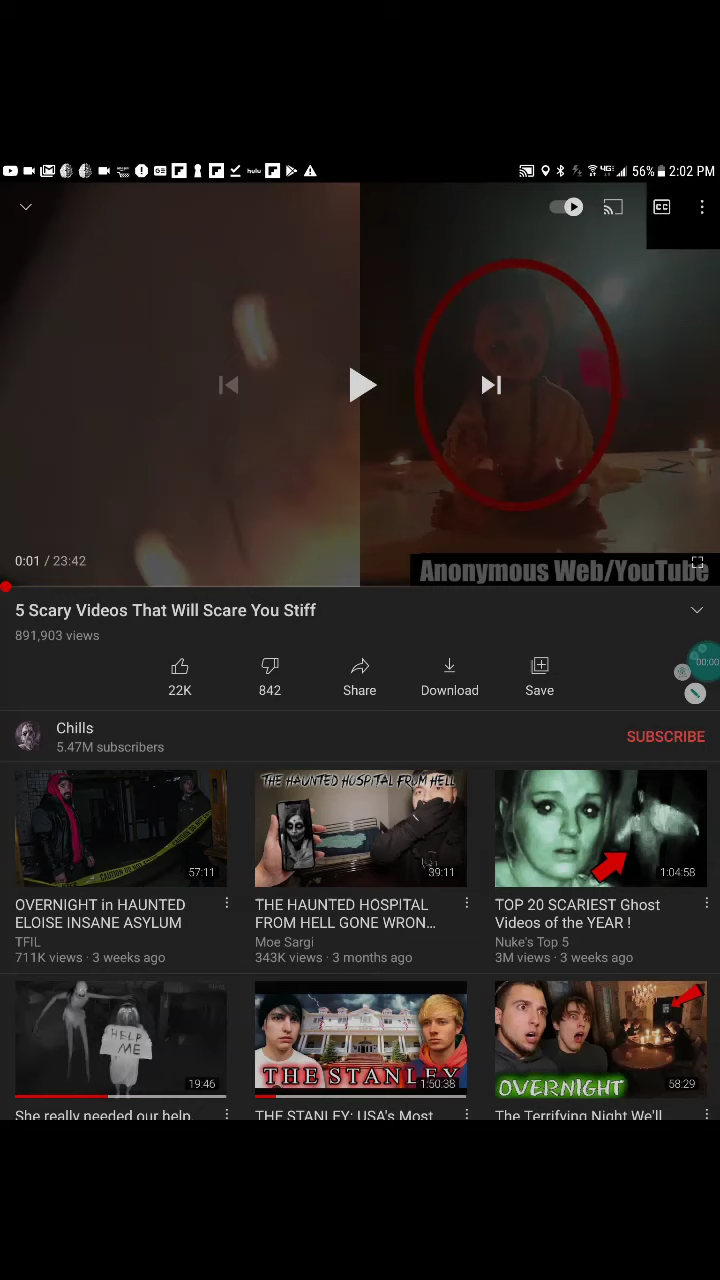 hulu
4G
56%
2:02 PM
CC
0:01 / 23:42
Anonymous Web/YouTube
5 Scary Videos That Will Scare You Stiff
891,903 views
00:00
22K
842
Share
Download
Save
Chills
5.47M subscribers
SUBSCRIBE
57:11
THE HAUNTED HOSPITAL FROM HELL
39:11
1:04:58
OVERNIGHT in HAUNTED
ELOISE INSANE ASYLUM
TFIL
711K views · 3 weeks ago
THE HAUNTED HOSPITAL
FROM HELL GONE WRON…
Moe Sargi
343K views · 3 months ago
TOP 20 SCARIEST Ghost
Videos of the YEAR !
Nuke's Top 5
3M views · 3 weeks ago
HELP
ME
19:46
THE STANLEY
1:50:38
OVERNIGHT
58:29
She really needed our help.
THE STANLEY: USA's Most
The Terrifying Night We'll